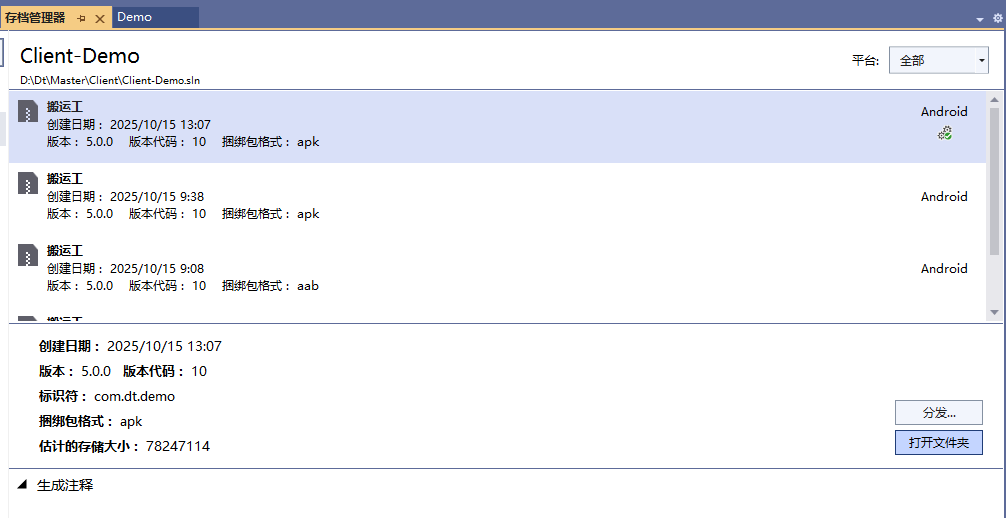 存档管理器
Demo
Client-Demo
D:\Dt\Master\Client\Client-Demo.sln
平台:
全部
搬运工
创建日期： 2025/10/15 13:07
版本： 5.0.0 版本代码： 10 捆绑包格式： apk
Android
搬运工
创建日期： 2025/10/15 9:38
版本： 5.0.0 版本代码： 10 捆绑包格式： apk
Android
搬运工
创建日期： 2025/10/15 9:08
版本： 5.0.0 版本代码： 10 捆绑包格式： aab
Android
搬运工
创建日期： 2025/10/15 13:07
版本： 5.0.0 版本代码： 10
标识符： com.dt.demo
捆绑包格式： apk
估计的存储大小： 78247114
分发...
打开文件夹
生成注释